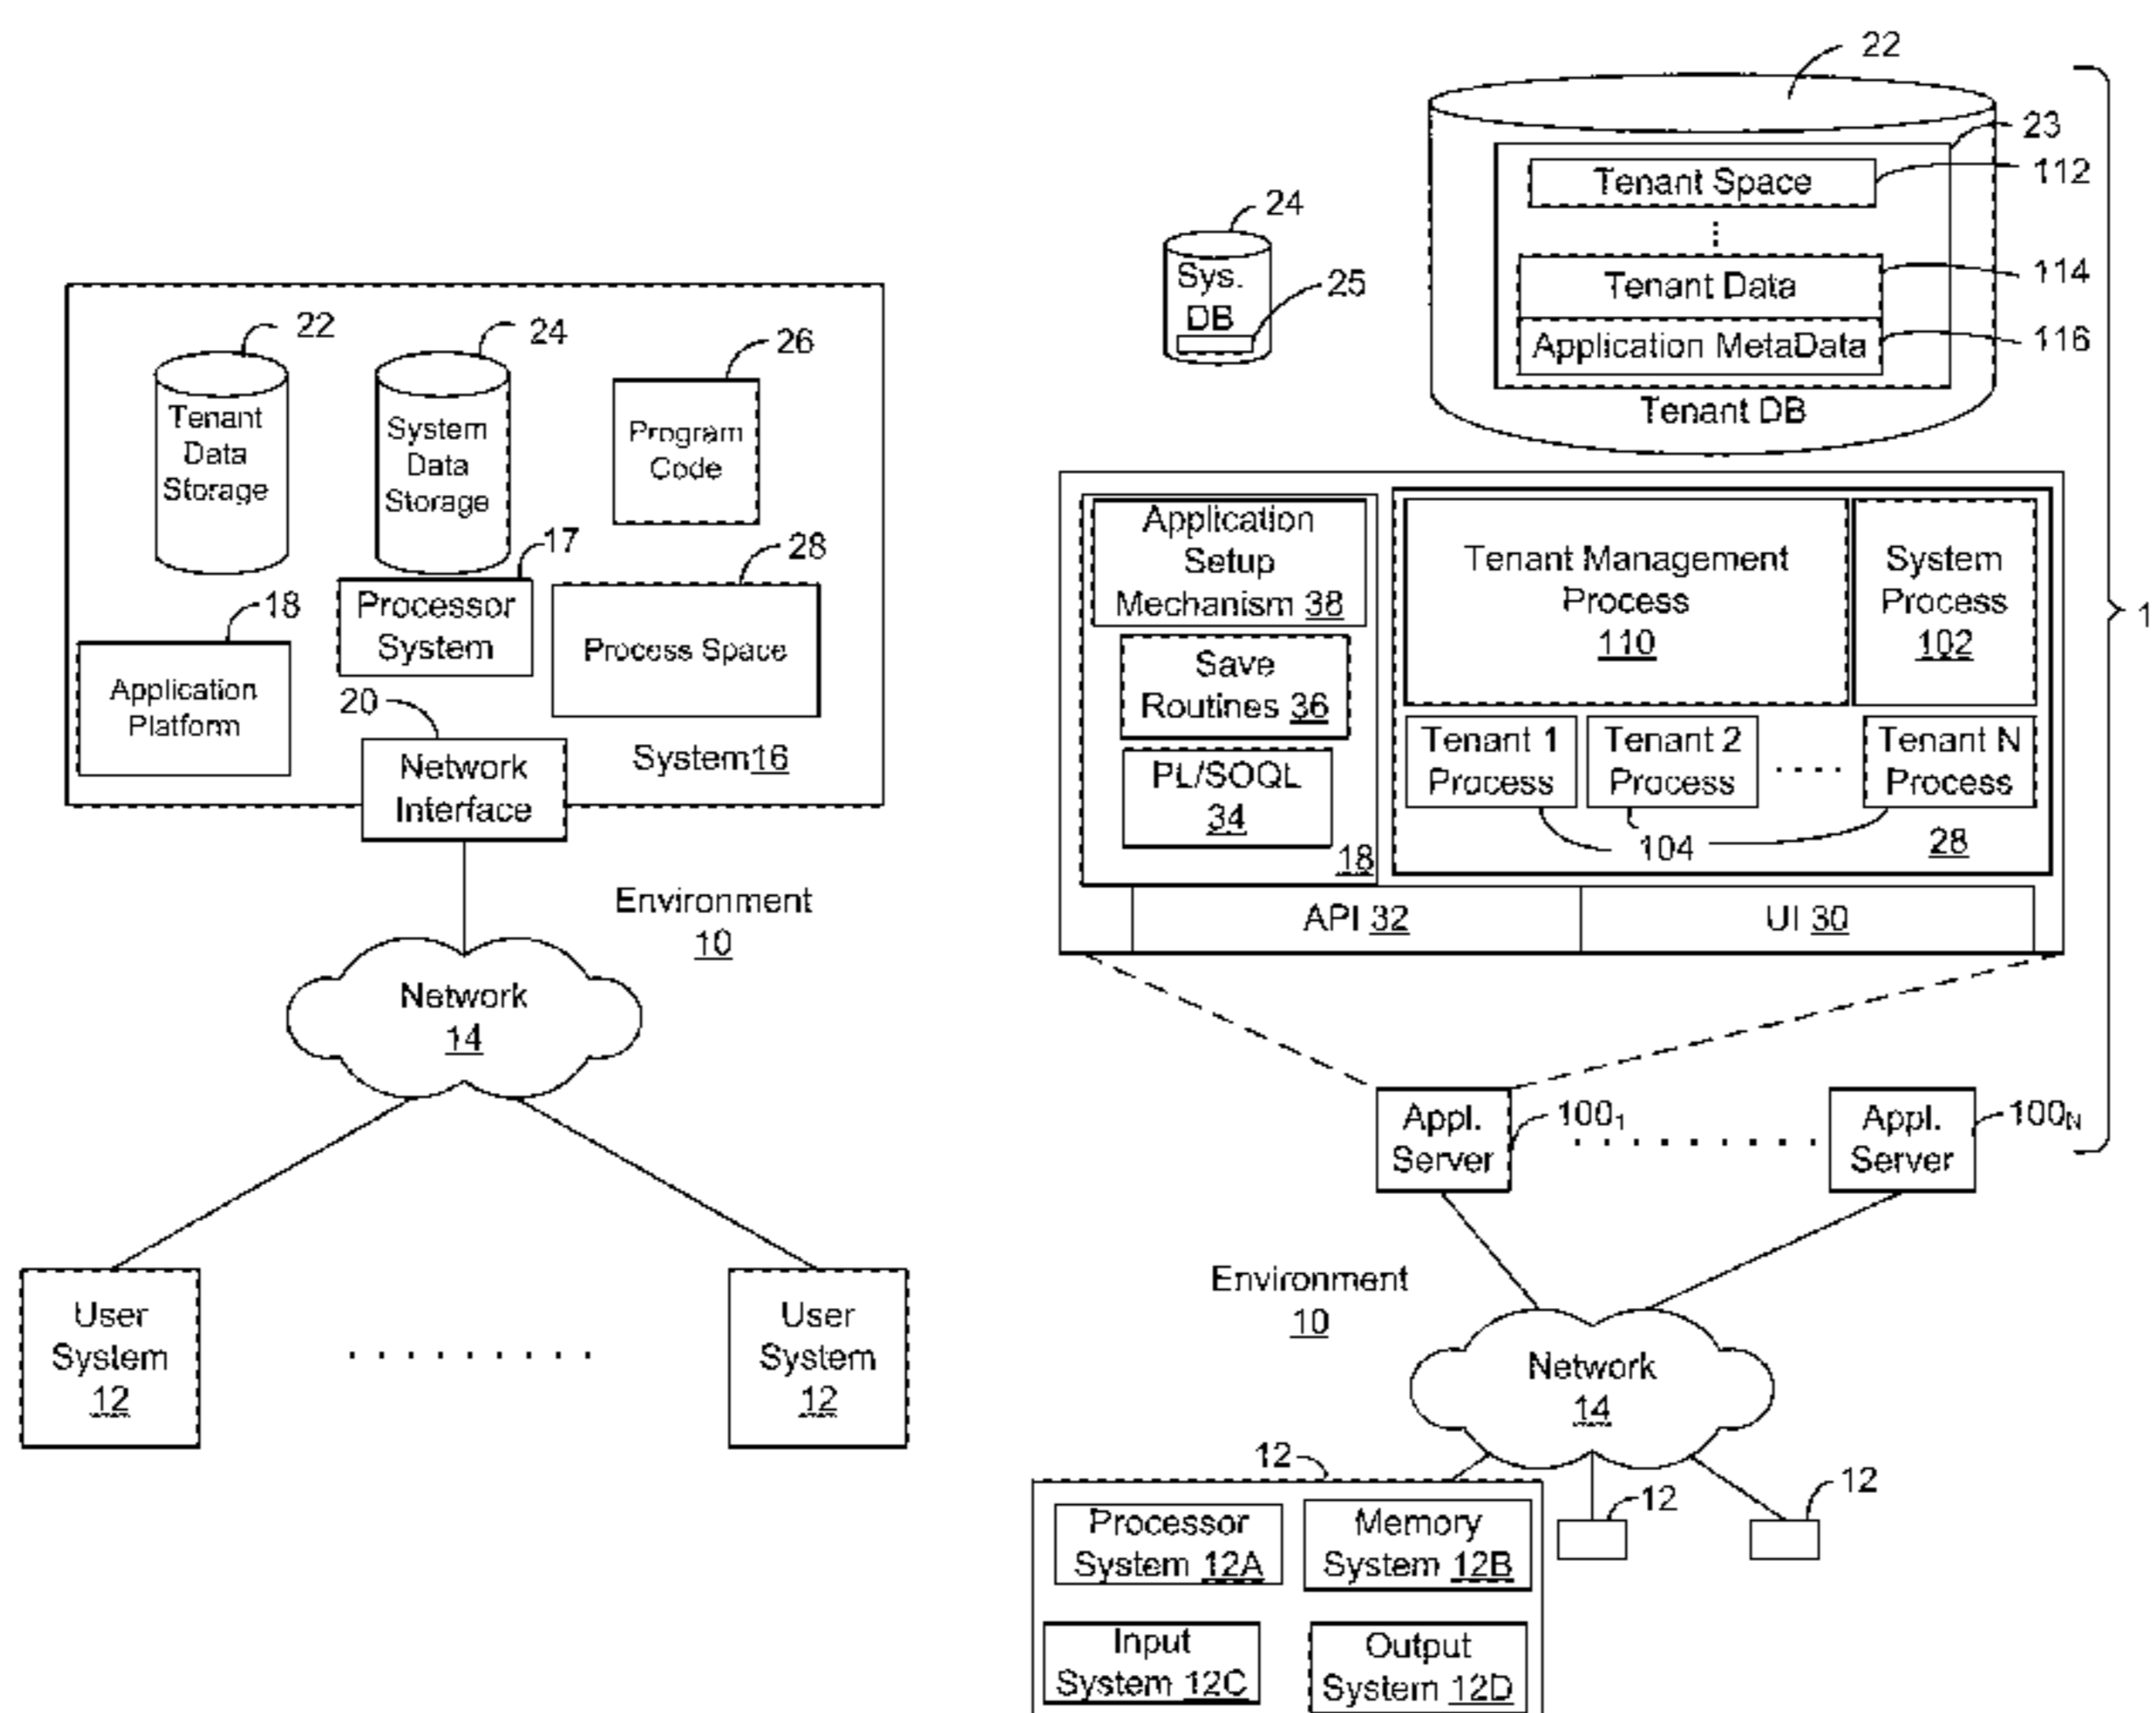 22
24
26
Tenant
Data
Storage
System
Data
Storage
Program
Code
17
28
18
Processor
System
Process Space
Application
Platform
20
Network
Interface
System16
Environment
10
Network
14
User
System
12
User
System
12
22
23
Tenant Space
112
24
Sys.
DB
25
Tenant Data
114
Application MetaData
116
Tenant DB
Application
Setup
Mechanism 38
Save
Routines 36
PL/SOQL
34
18
Tenant Management
Process
110
System
Process
102
Tenant 1
Process
Tenant 2
Process
Tenant N
Process
104
28
API 32
UI 30
1
Appl.
Server
100₁
Appl.
Server
100N
Environment
10
Network
14
12
Processor
System 12A
Memory
System 12B
12
12
Input
System 12C
Output
System 12D